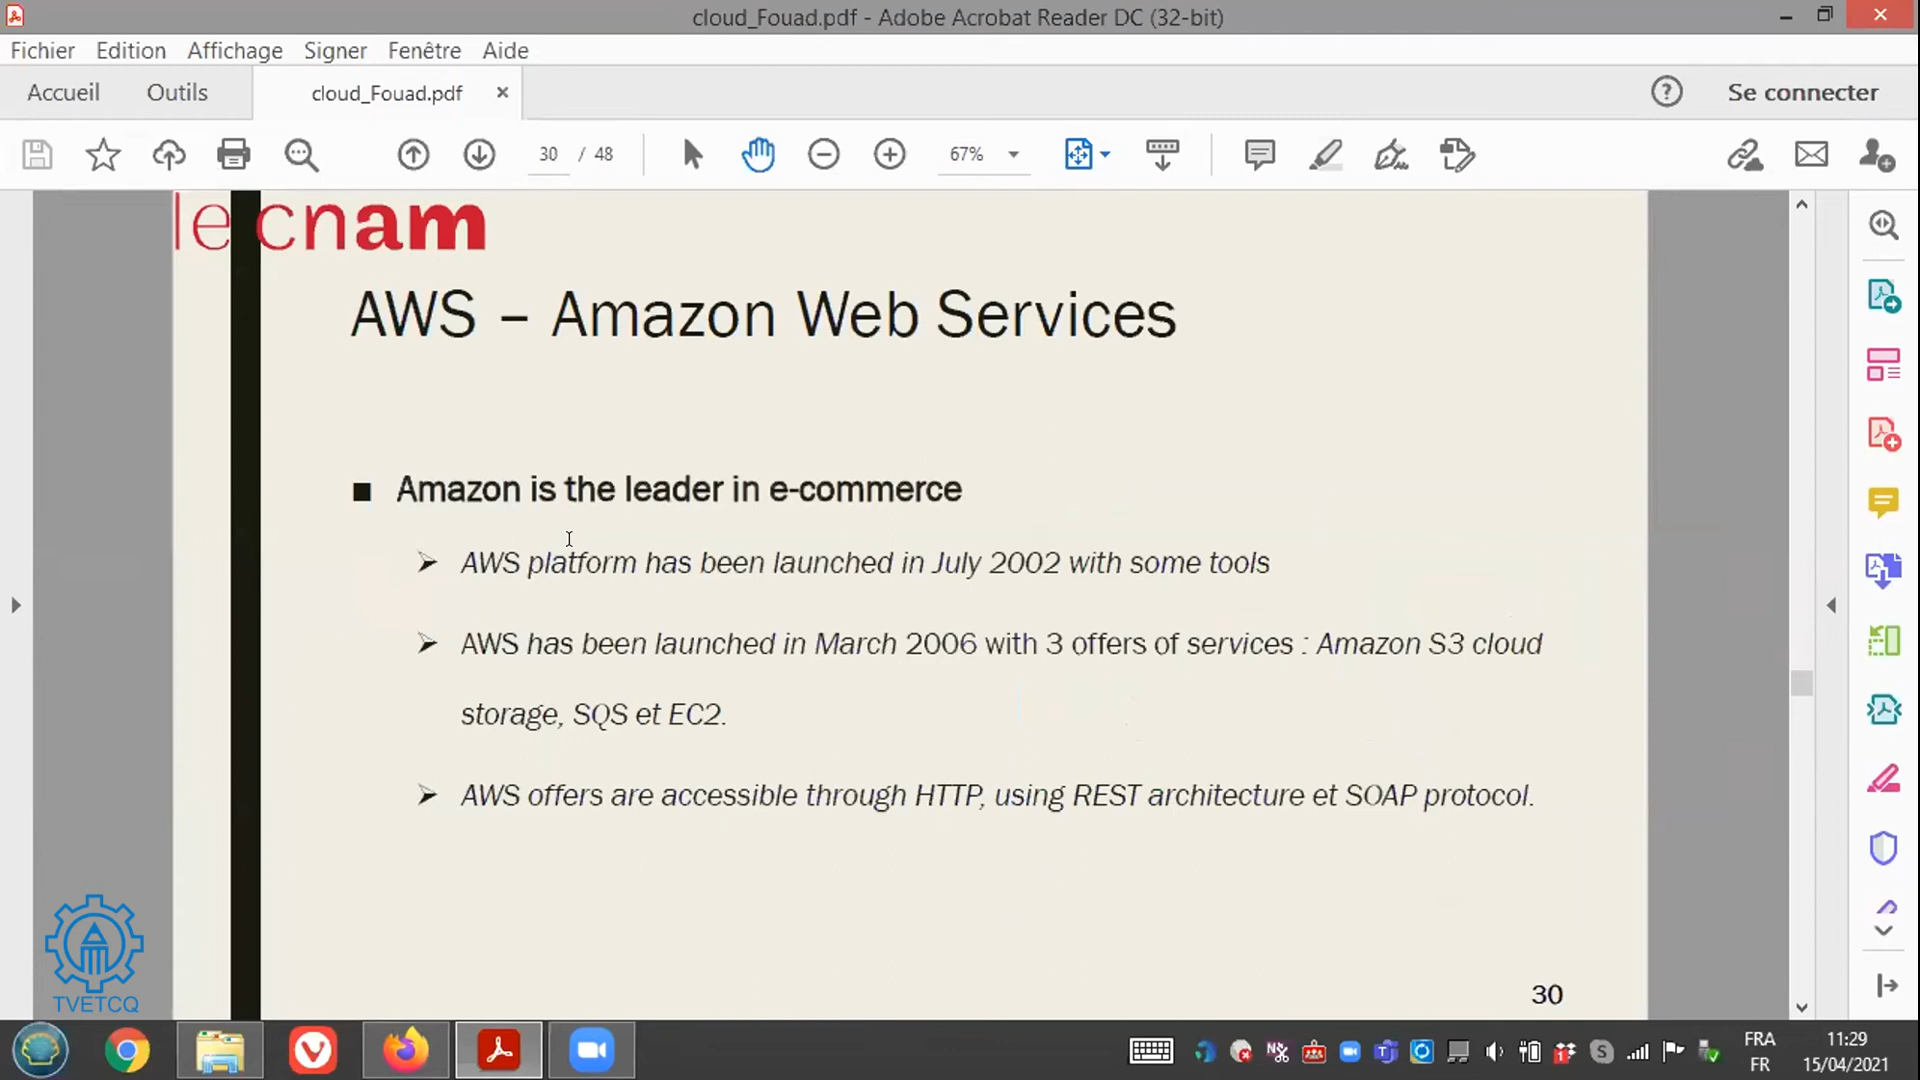 cloud_Fouad.pdf - Adobe Acrobat Reader DC (32-bit)
Fichier Edition Affichage Signer Fenêtre Aide
Accueil Outils cloud_Fouad.pdf × Se connecter
30 / 48 67%
le cnam
AWS – Amazon Web Services
■ Amazon is the leader in e-commerce
➢ AWS platform has been launched in July 2002 with some tools
➢ AWS has been launched in March 2006 with 3 offers of services : Amazon S3 cloud
storage, SQS et EC2.
➢ AWS offers are accessible through HTTP, using REST architecture et SOAP protocol.
TVETCQ
30
FRA 11:29
FR 15/04/2021